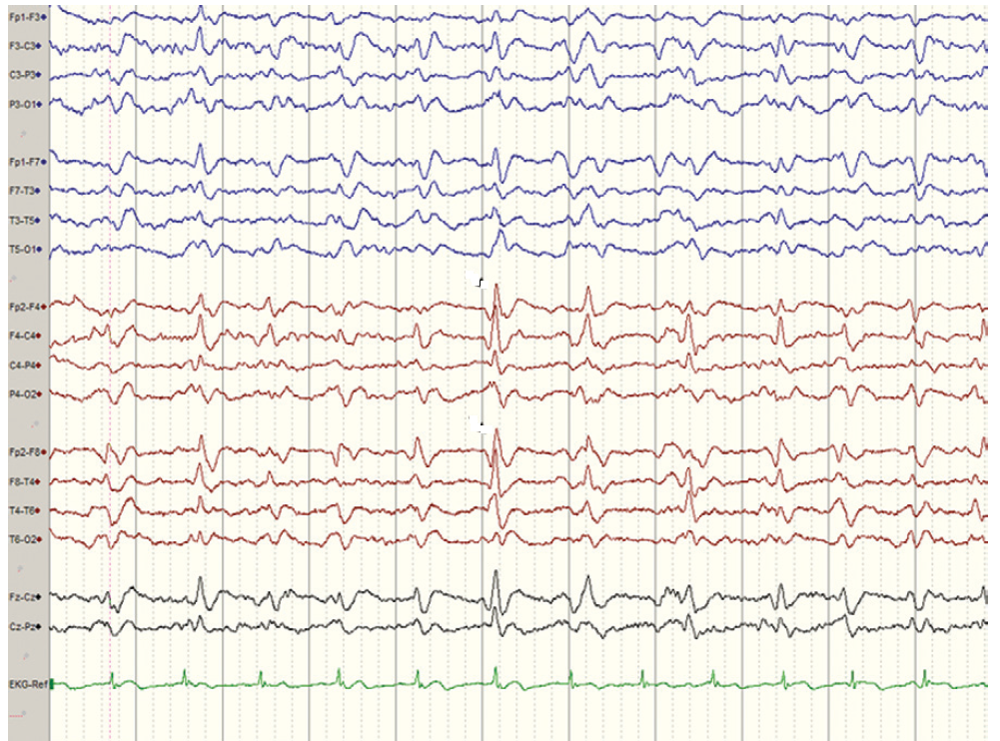 Fp1-F3
F3-C3
C3-P3
P3-O1
Fp1-F7
F7-T3
T3-T5
T5-O1
Fp2-F4
F4-C4
C4-P4
P4-O2
Fp2-F8
F8-T4
T4-T6
T6-O2
Fz-Cz
Cz-Pz
EKG-Ref